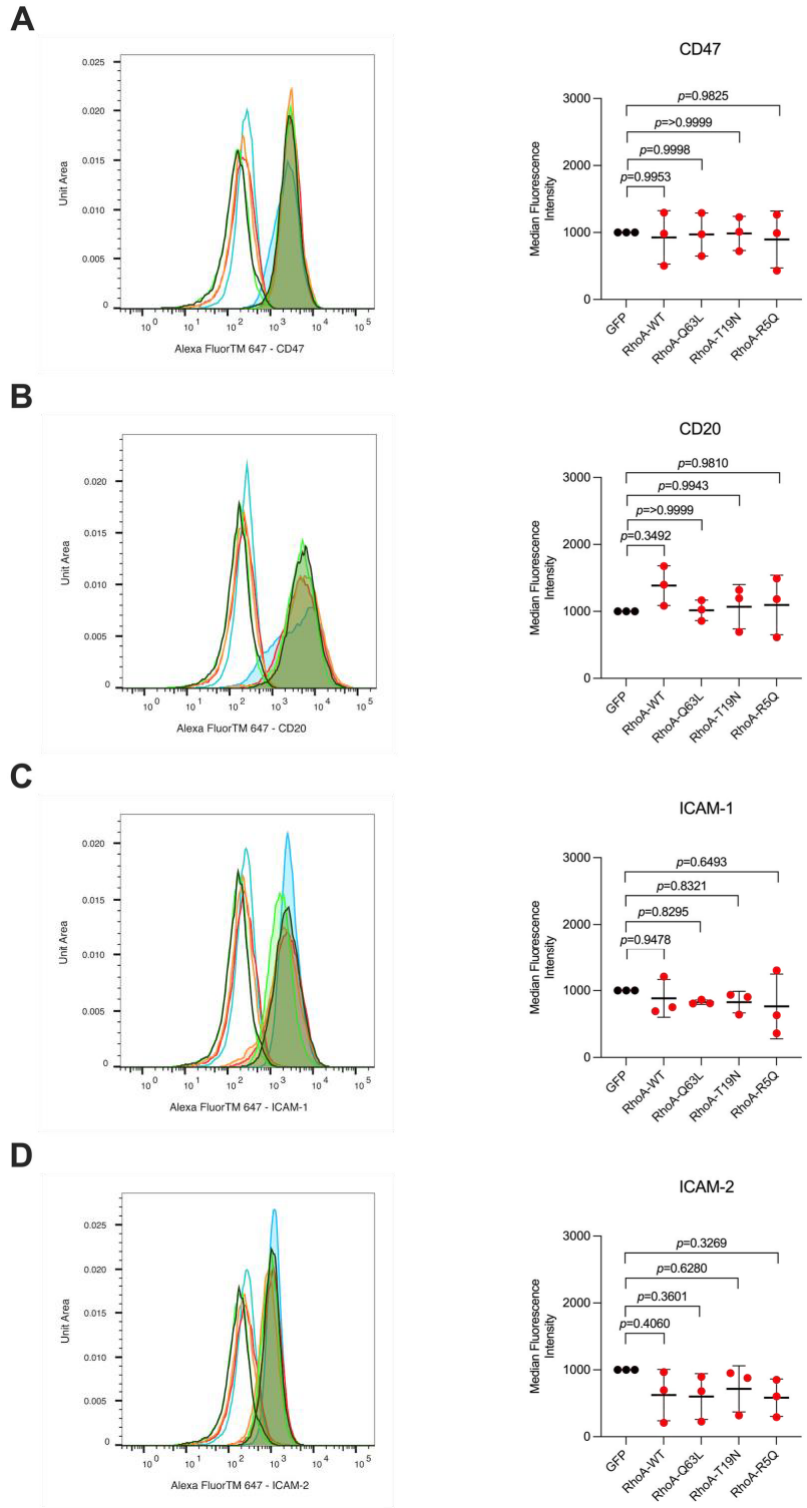 A
0.025
0.020
0.015
0.010
0.005
0
Unit Area
10^0 10^1 10^2 10^3 10^4 10^5
Alexa FluorTM 647 - CD47
CD47
p=0.9825
p=>0.9999
p=0.9998
p=0.9953
3000
2000
1000
0
Median Fluorescence
Intensity
GFP
RhoA-WT
RhoA-Q63L
RhoA-T19N
RhoA-R5Q
B
0.020
0.015
0.010
0.005
0
Unit Area
10^0 10^1 10^2 10^3 10^4 10^5
Alexa FluorTM 647 - CD20
CD20
p=0.9810
p=0.9943
p=>0.9999
p=0.3492
3000
2000
1000
0
Median Fluorescence
Intensity
GFP
RhoA-WT
RhoA-Q63L
RhoA-T19N
RhoA-R5Q
C
0.020
0.015
0.010
0.005
0
Unit Area
10^0 10^1 10^2 10^3 10^4 10^5
Alexa FluorTM 647 - ICAM-1
ICAM-1
p=0.6493
p=0.8321
p=0.8295
p=0.9478
3000
2000
1000
0
Median Fluorescence
Intensity
GFP
RhoA-WT
RhoA-Q63L
RhoA-T19N
RhoA-R5Q
D
0.025
0.020
0.015
0.010
0.005
0
Unit Area
10^0 10^1 10^2 10^3 10^4 10^5
Alexa FluorTM 647 - ICAM-2
ICAM-2
p=0.3269
p=0.6280
p=0.3601
p=0.4060
3000
2000
1000
0
Median Fluorescence
Intensity
GFP
RhoA-WT
RhoA-Q63L
RhoA-T19N
RhoA-R5Q